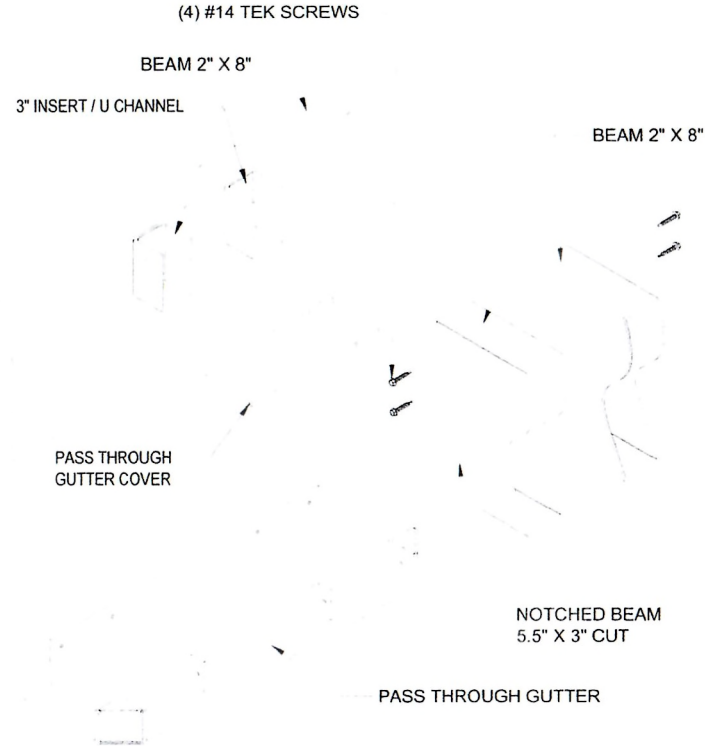 (4) #14 TEK SCREWS
BEAM 2" X 8"
3" INSERT / U CHANNEL
BEAM 2" X 8"
PASS THROUGH
GUTTER COVER
NOTCHED BEAM
5.5" X 3" CUT
PASS THROUGH GUTTER